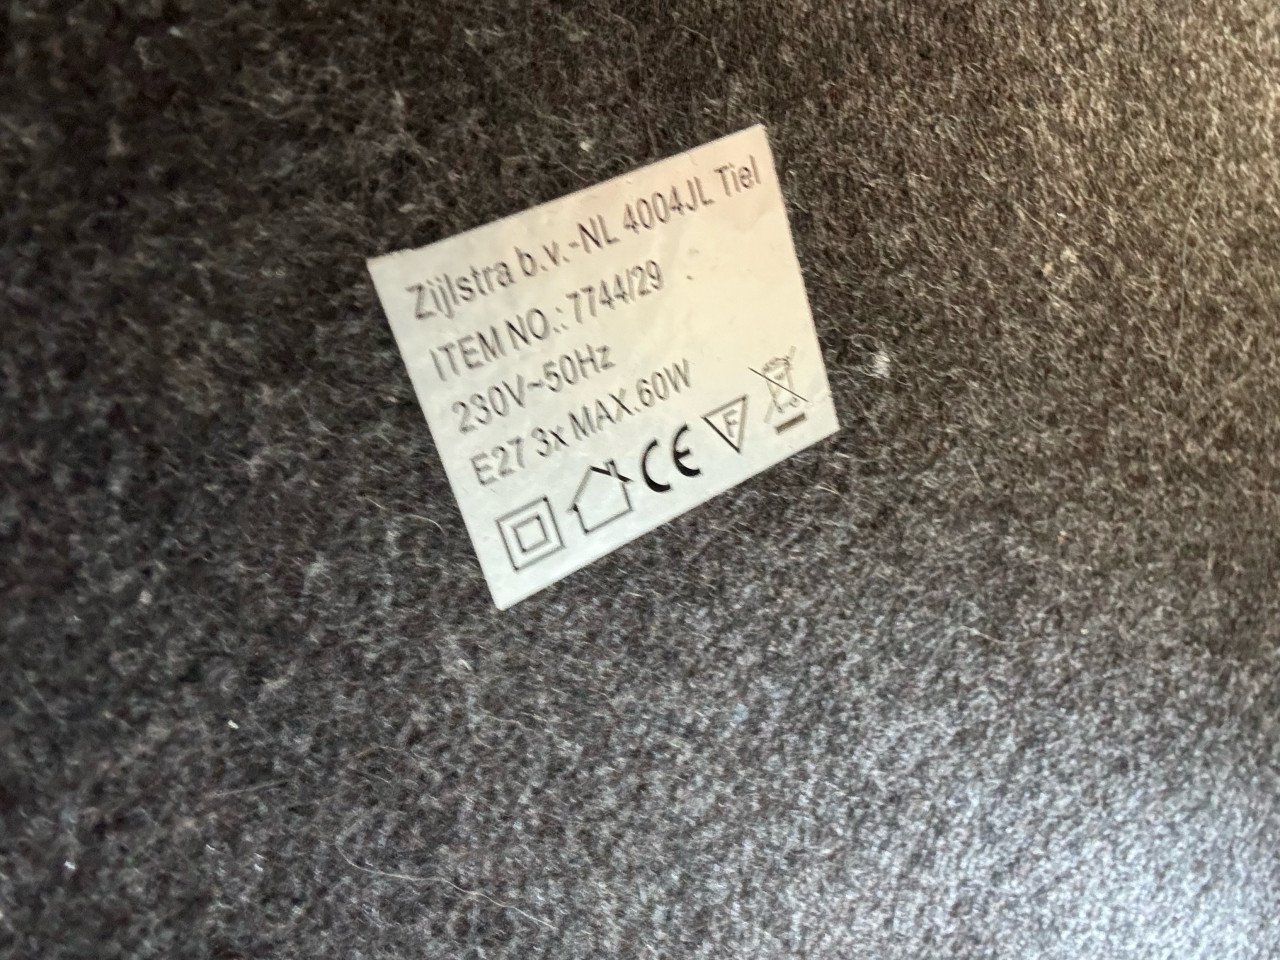 Zijlstra b.v.-NL 4004JL Tiel
ITEM NO.: 7744/29
230V~50Hz
E27 3x MAX.60W
CE F